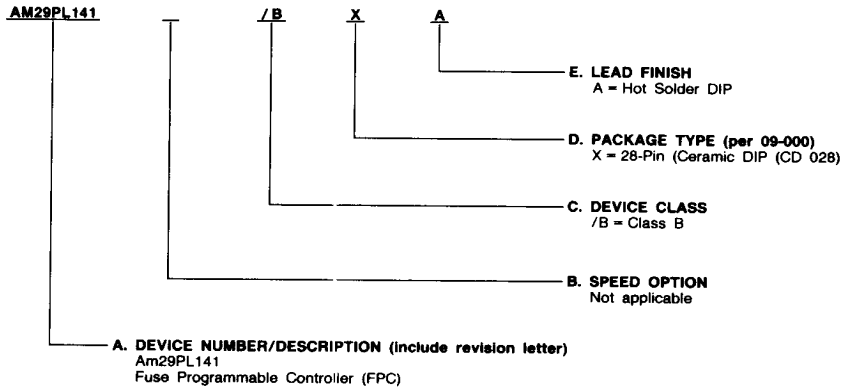 AM29PL141 – /B X A
E. LEAD FINISH
A = Hot Solder DIP
D. PACKAGE TYPE (per 09-000)
X = 28-Pin (Ceramic DIP (CD 028)
C. DEVICE CLASS
/B = Class B
B. SPEED OPTION
Not applicable
A. DEVICE NUMBER/DESCRIPTION (include revision letter)
Am29PL141
Fuse Programmable Controller (FPC)